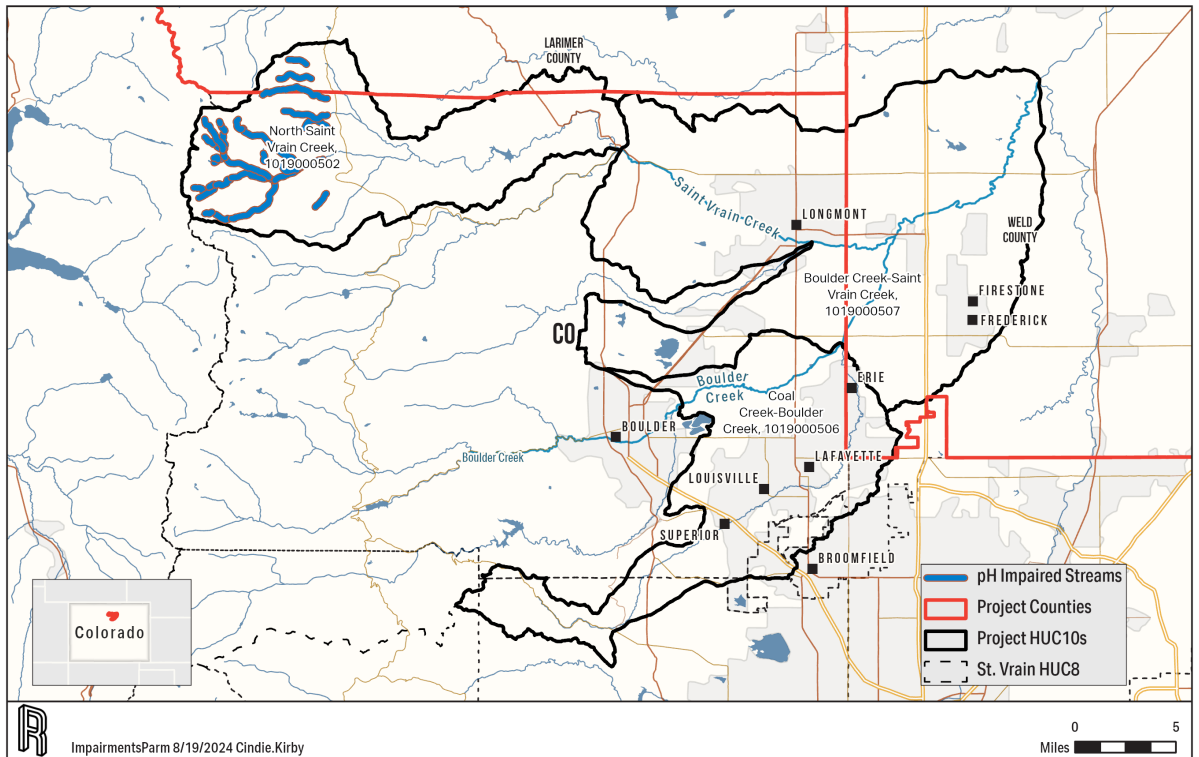 LARIMER
COUNTY
North Saint
Vrain Creek,
1019000502
Saint Vrain Creek
LONGMONT
WELD
COUNTY
Boulder Creek-Saint
Vrain Creek,
1019000507
FIRESTONE
FREDERICK
CO
Boulder
Creek
ERIE
Coal
Creek-Boulder
Creek, 1019000506
BOULDER
Boulder Creek
LAFAYETTE
LOUISVILLE
SUPERIOR
BROOMFIELD
pH Impaired Streams
Project Counties
Project HUC10s
St. Vrain HUC8
Colorado
R
ImpairmentsParm 8/19/2024 Cindie.Kirby
0 5
Miles